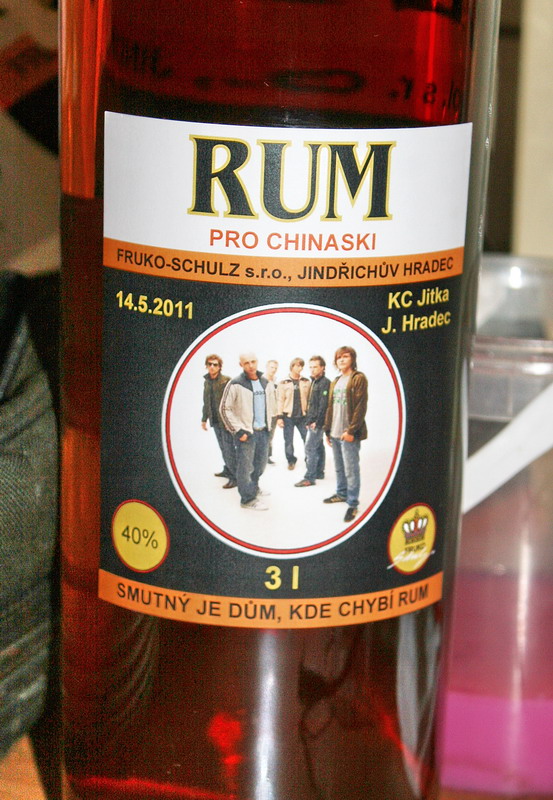 RUM
PRO CHINASKI
FRUKO-SCHULZ s.r.o., JINDŘICHŮV HRADEC
14.5.2011
KC Jitka
J. Hradec
40%
FRUKO
3 l
SMUTNÝ JE DŮM, KDE CHYBÍ RUM